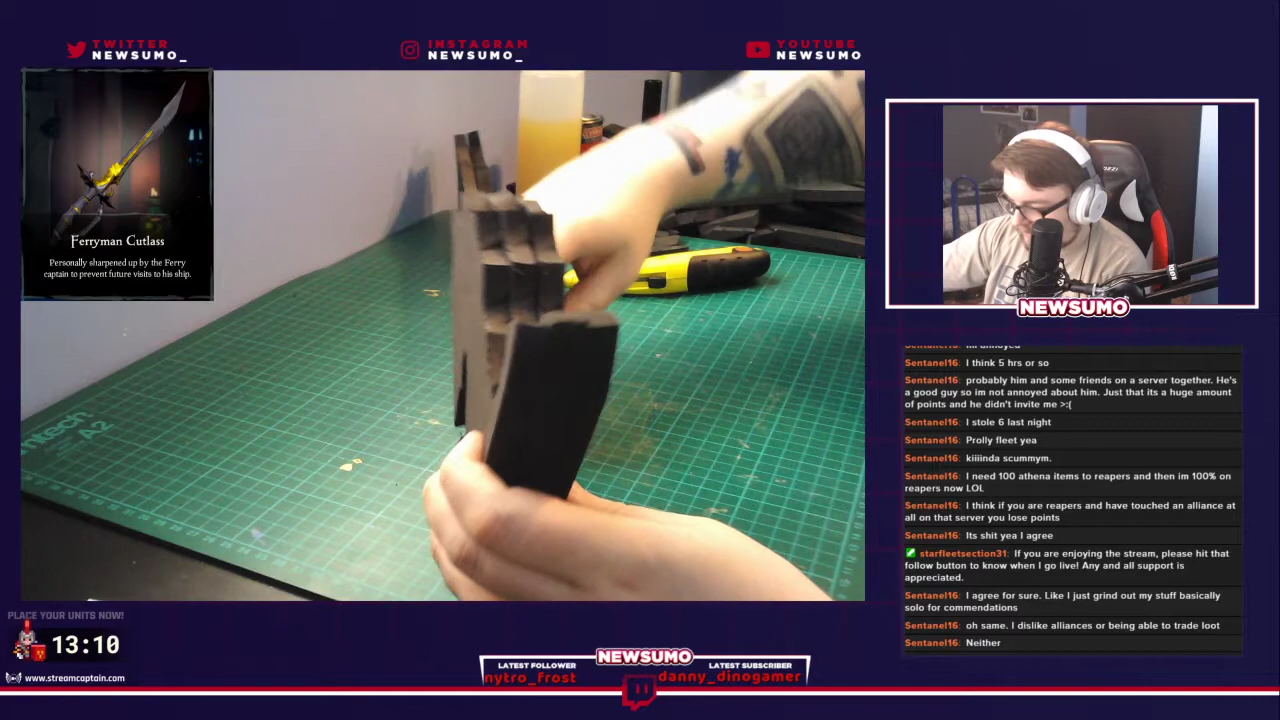 TWITTER
NEWSUMO_
INSTAGRAM
NEWSUMO_
YOUTUBE
NEWSUMO
Ferryman Cutlass
Personally sharpened up by the Ferry
captain to prevent future visits to his ship.
A2
NEWSUMO
Sentanel16: Im annoyed
Sentanel16: I think 5 hrs or so
Sentanel16: probably him and some friends on a server together. He's
a good guy so im not annoyed about him. Just that its a huge amount
of points and he didn't invite me >:(
Sentanel16: I stole 6 last night
Sentanel16: Prolly fleet yea
Sentanel16: kiiiinda scummym.
Sentanel16: I need 100 athena items to reapers and then im 100% on
reapers now LOL
Sentanel16: I think if you are reapers and have touched an alliance at
all on that server you lose points
Sentanel16: Its shit yea I agree
starfleetsection31: If you are enjoying the stream, please hit that
follow button to know when I go live! Any and all support is
appreciated.
Sentanel16: I agree for sure. Like I just grind out my stuff basically
solo for commendations
Sentanel16: oh same. I dislike alliances or being able to trade loot
Sentanel16: Neither
PLACE YOUR UNITS NOW!
13:10
www.streamcaptain.com
NEWSUMO
LATEST FOLLOWER
nytro_frost
LATEST SUBSCRIBER
danny_dinogamer